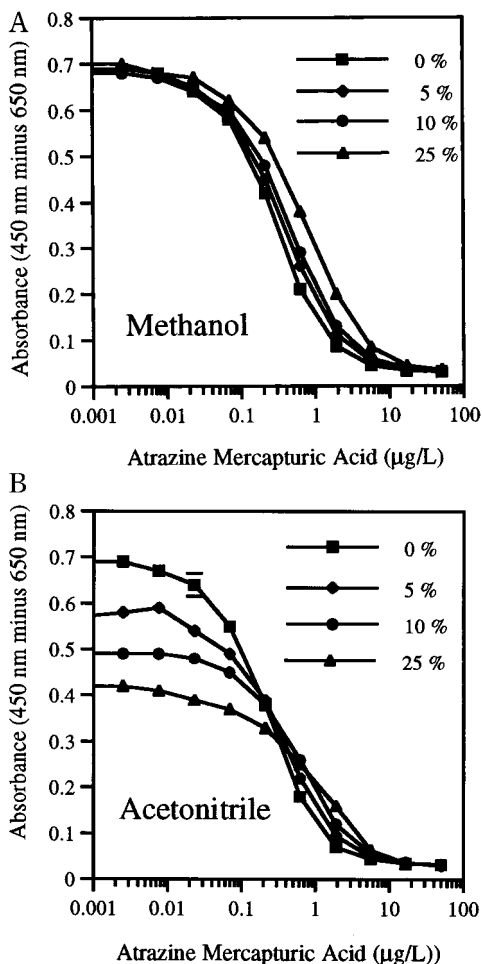 A
Absorbance (450 nm minus 650 nm)
0.8
0.7
0.6
0.5
0.4
0.3
0.2
0.1
0
0 %
5 %
10 %
25 %
Methanol
0.001 0.01 0.1 1 10 100
Atrazine Mercapturic Acid (µg/L)
B
Absorbance (450 nm minus 650 nm)
0.8
0.7
0.6
0.5
0.4
0.3
0.2
0.1
0
0 %
5 %
10 %
25 %
Acetonitrile
0.001 0.01 0.1 1 10 100
Atrazine Mercapturic Acid (µg/L))